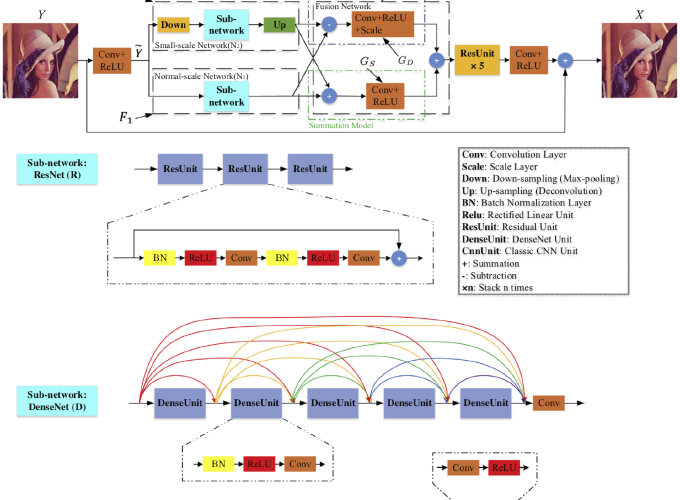 Y
X
Fusion Network
Down
Sub-
network
Up
Conv+ReLU
+Scale
-
Conv+
ReLU
Ỹ
Small-scale Network(N₂)
Normal-scale Network(N₁)
G_S
G_D
+
ResUnit
× 5
Conv+
ReLU
+
Sub-
network
+
Conv+
ReLU
F₁
Summation Model
Sub-network:
ResNet (R)
ResUnit
ResUnit
ResUnit
BN
ReLU
Conv
BN
ReLU
Conv
+
Conv: Convolution Layer
Scale: Scale Layer
Down: Down-sampling (Max-pooling)
Up: Up-sampling (Deconvolution)
BN: Batch Normalization Layer
Relu: Rectified Linear Unit
ResUnit: Residual Unit
DenseUnit: DenseNet Unit
CnnUnit: Classic CNN Unit
+: Summation
-: Subtraction
×n: Stack n times
Sub-network:
DenseNet (D)
DenseUnit
DenseUnit
DenseUnit
DenseUnit
DenseUnit
Conv
BN
ReLU
Conv
Conv
ReLU